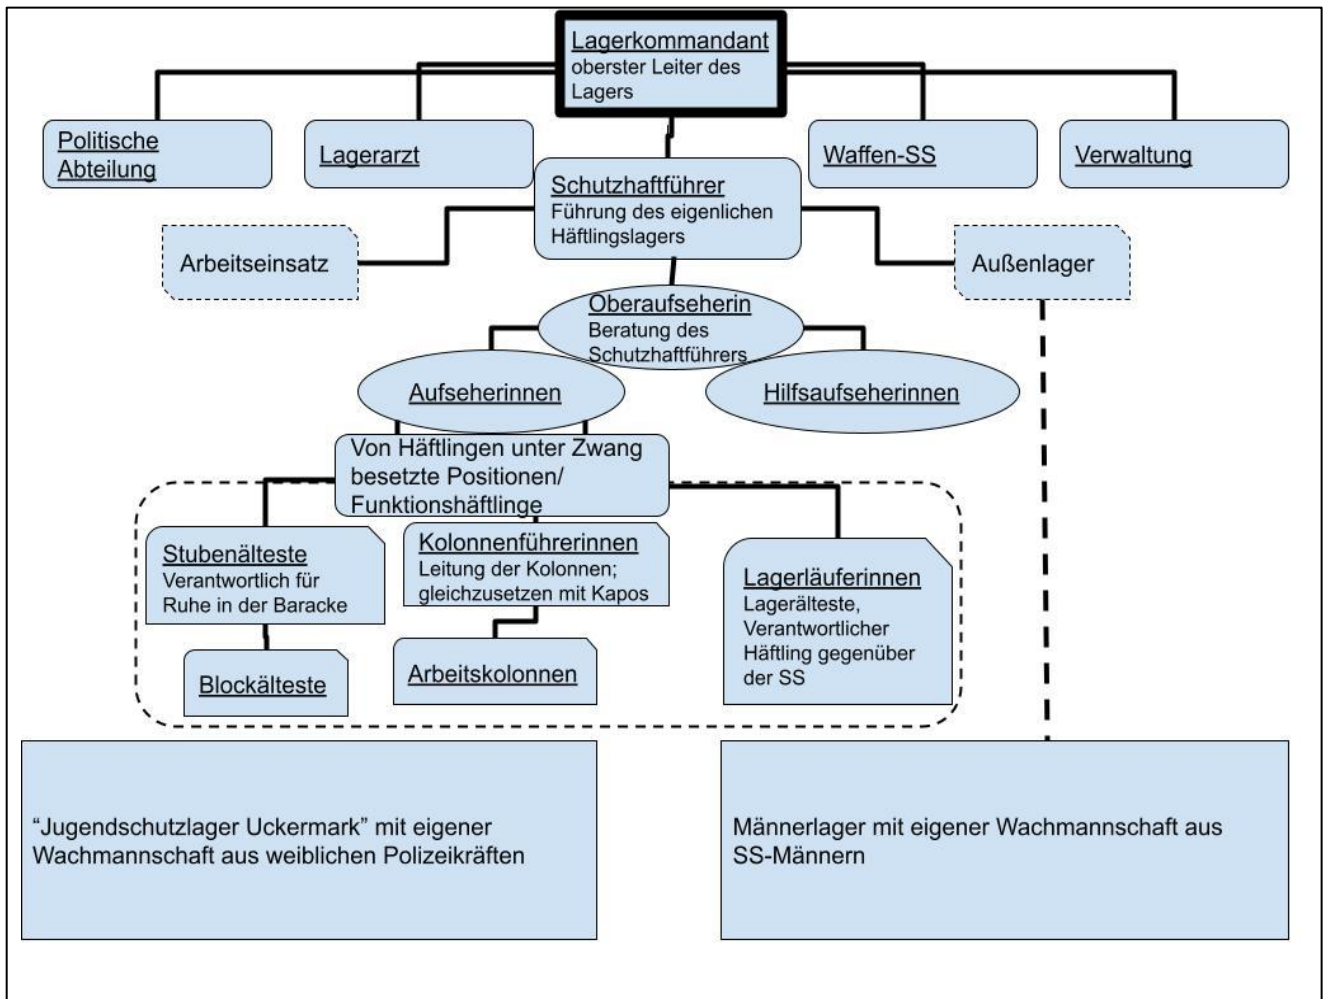 Lagerkommandant
oberster Leiter des
Lagers
Politische
Abteilung
Lagerarzt
Waffen-SS
Verwaltung
Schutzhaftführer
Führung des eigenlichen
Häftlingslagers
Arbeitseinsatz
Außenlager
Oberaufseherin
Beratung des
Schutzhaftführers
Aufseherinnen
Hilfsaufseherinnen
Von Häftlingen unter Zwang
besetzte Positionen/
Funktionshäftlinge
Stubenälteste
Verantwortlich für
Ruhe in der Baracke
Kolonnenführerinnen
Leitung der Kolonnen;
gleichzusetzen mit Kapos
Lagerläuferinnen
Lagerälteste,
Verantwortlicher
Häftling gegenüber
der SS
Blockälteste
Arbeitskolonnen
“Jugendschutzlager Uckermark” mit eigener
Wachmannschaft aus weiblichen Polizeikräften
Männerlager mit eigener Wachmannschaft aus
SS-Männern